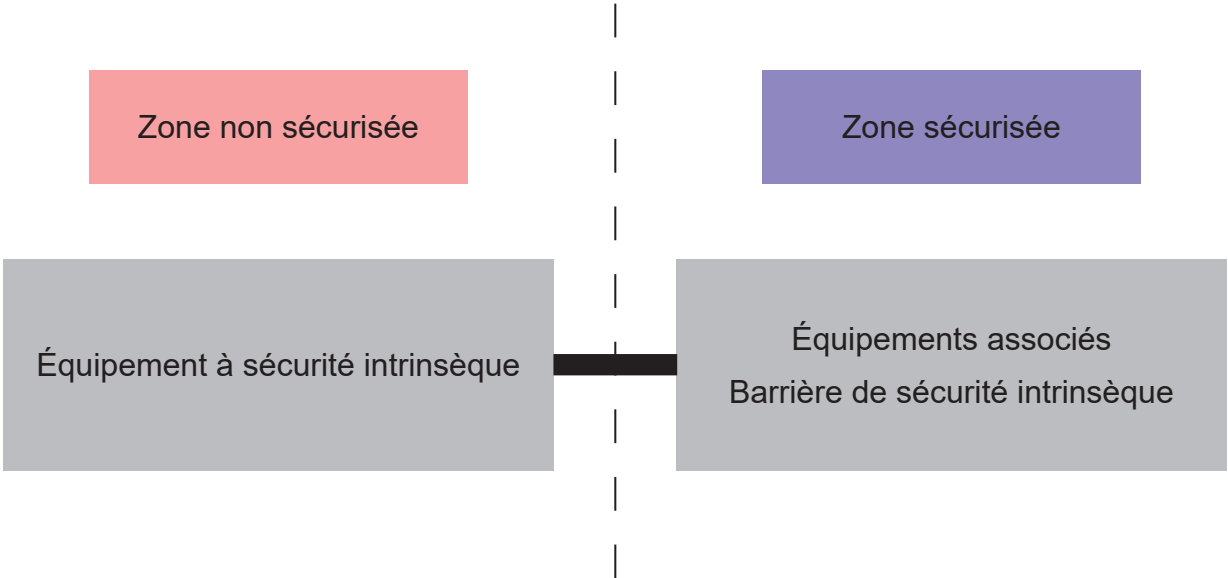 Zone non sécurisée
Zone sécurisée
Équipement à sécurité intrinsèque
Équipements associés
Barrière de sécurité intrinsèque